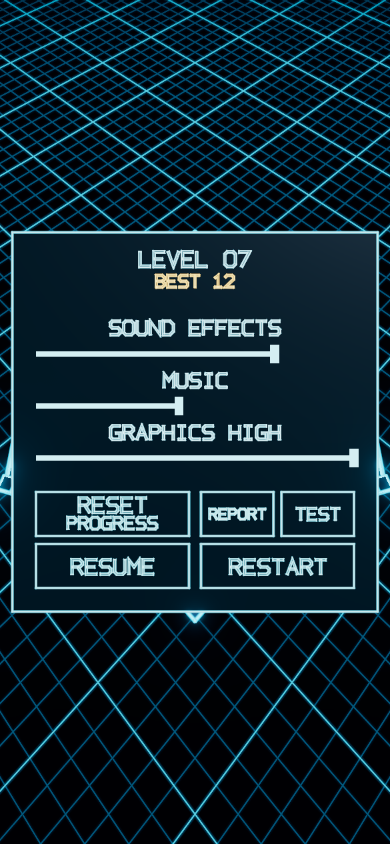 LEVEL 07
BEST 12
SOUND EFFECTS
MUSIC
GRAPHICS HIGH
RESET
PROGRESS
REPORT
TEST
RESUME
RESTART